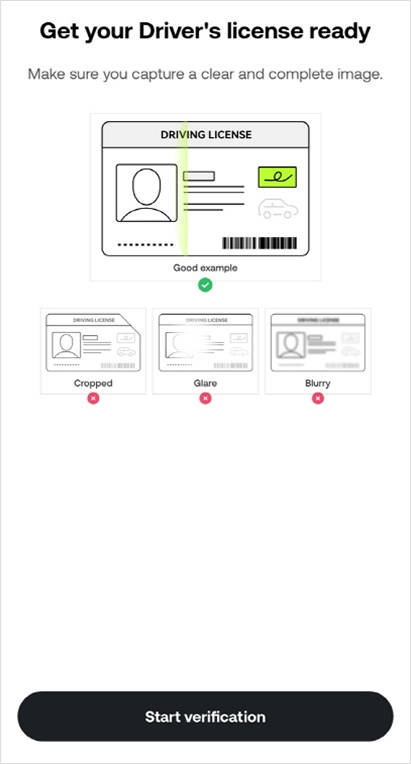 Get your Driver's license ready
Make sure you capture a clear and complete image.
DRIVING LICENSE
Good example
DRIVING LICENSE
DRIVING LICENSE
DRIVING LICENSE
Cropped
Glare
Blurry
Start verification